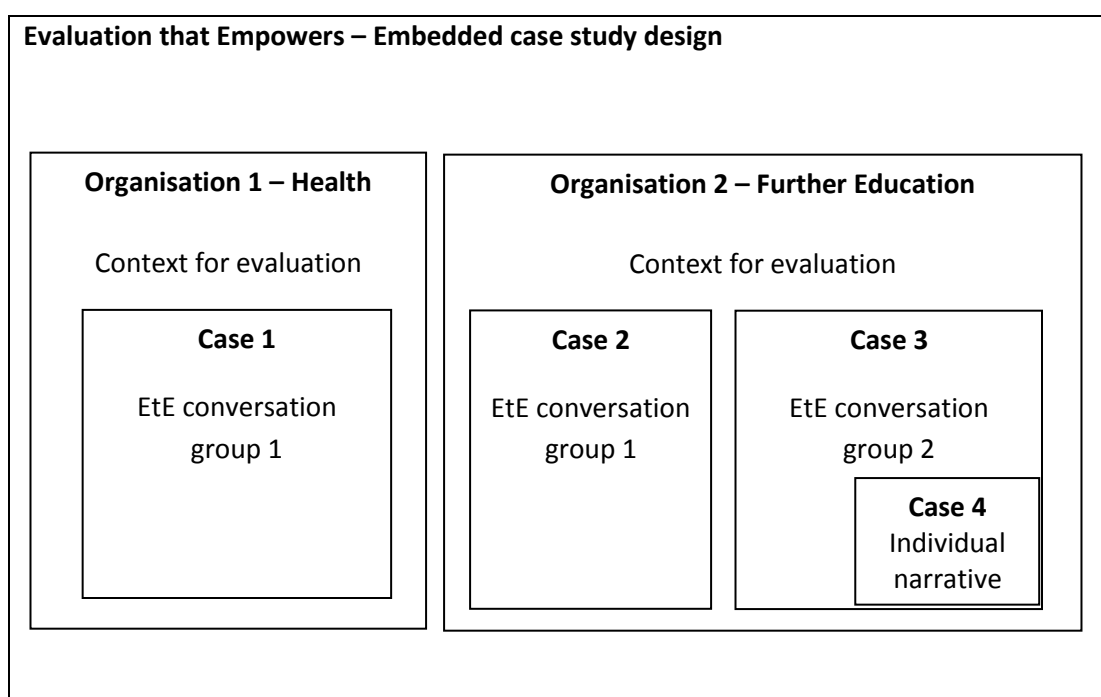 Evaluation that Empowers – Embedded case study design
Organisation 1 – Health
Context for evaluation
Case 1
EtE conversation
group 1
Organisation 2 – Further Education
Context for evaluation
Case 2
EtE conversation
group 1
Case 3
EtE conversation
group 2
Case 4
Individual
narrative